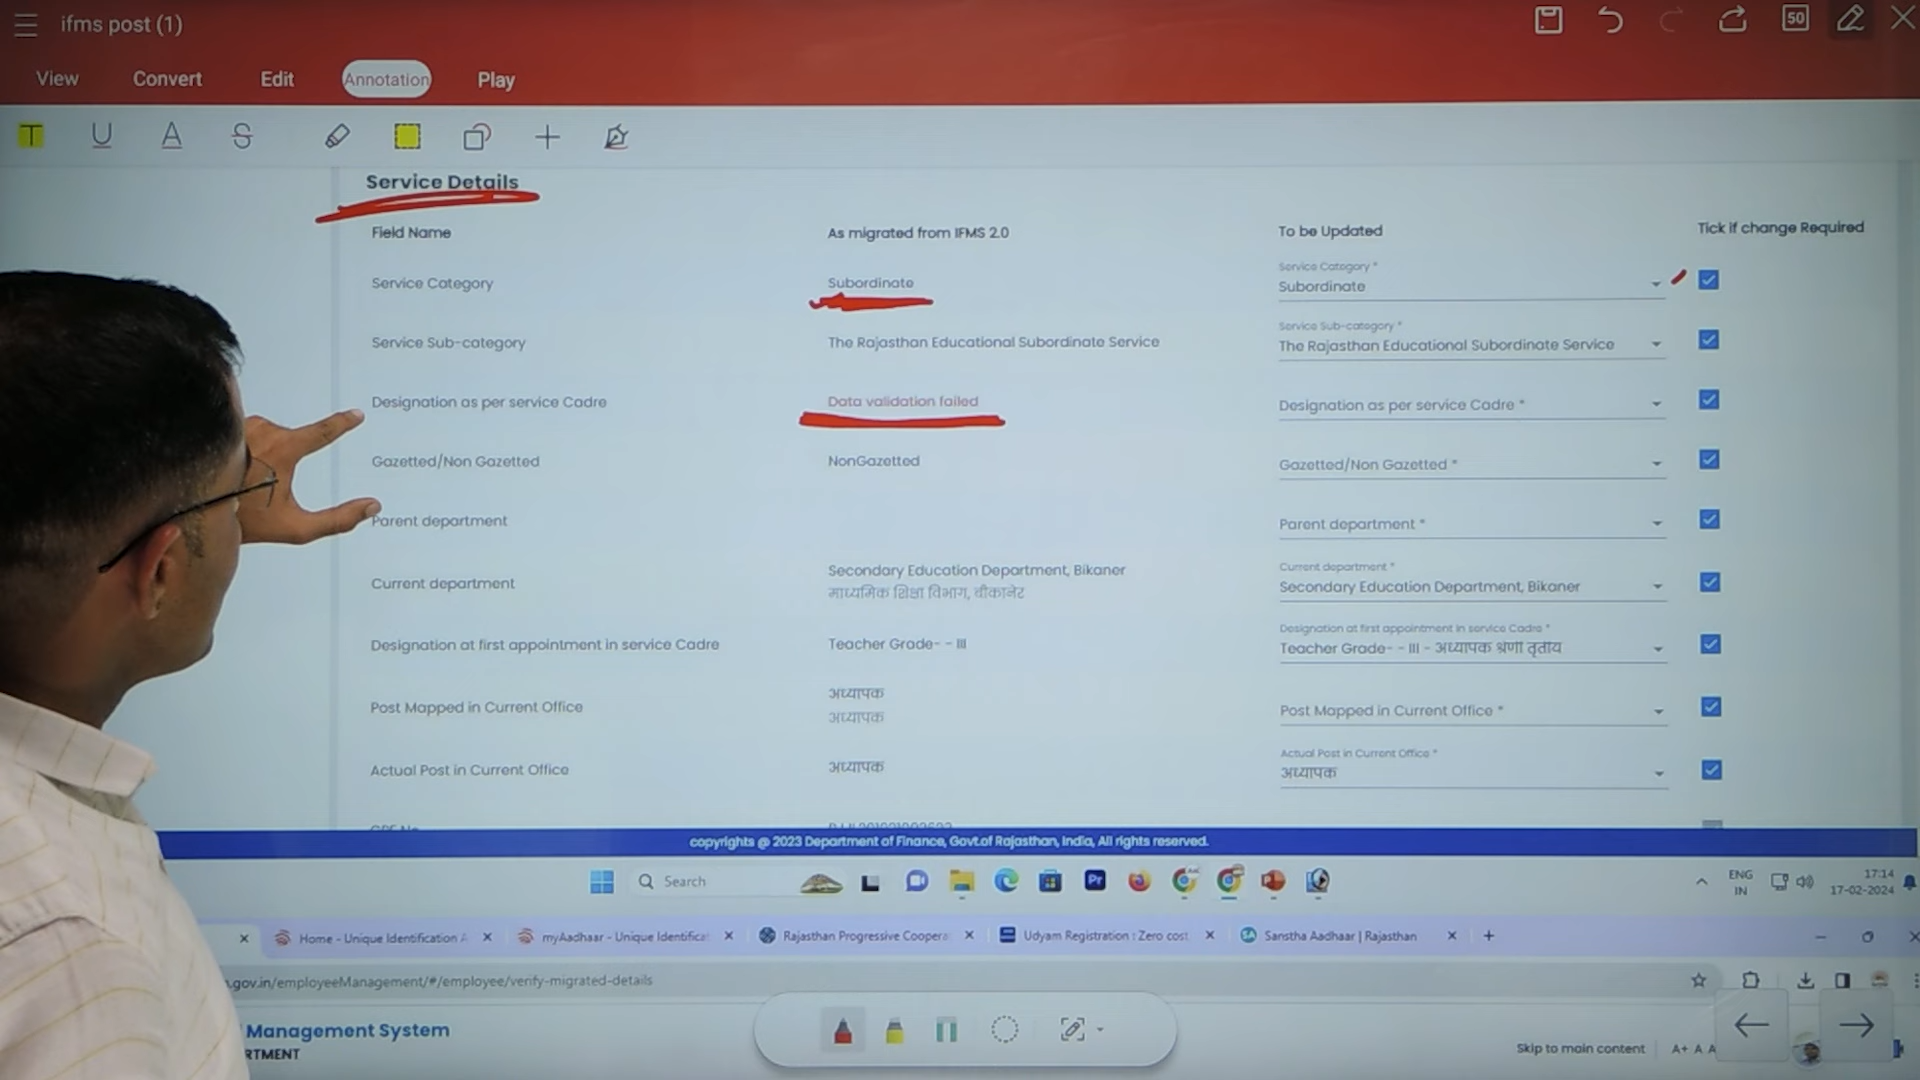 ifms post (1)
50
View Convert Edit Annotation Play
T U A S
Service Details
Field Name As migrated from IFMS 2.0 To be Updated Tick if change Required
Service Category Subordinate Service Category * Subordinate
Service Sub-category The Rajasthan Educational Subordinate Service Service Sub-category * The Rajasthan Educational Subordinate Service
Designation as per service Cadre Data validation failed Designation as per service Cadre *
Gazetted/Non Gazetted NonGazetted Gazetted/Non Gazetted *
Parent department Parent department *
Current department Secondary Education Department, Bikaner Current department * Secondary Education Department, Bikaner
माध्यमिक शिक्षा विभाग, बीकानेर
Designation at first appointment in service Cadre Teacher Grade- - III Designation at first appointment in service Cadre * Teacher Grade- - III - अध्यापक श्रेणी तृतीय
Post Mapped in Current Office अध्यापक Post Mapped in Current Office *
अध्यापक
Actual Post in Current Office अध्यापक Actual Post in Current Office * अध्यापक
copyrights @ 2023 Department of Finance, Govt.of Rajasthan, India, All rights reserved.
Search Pr ENG IN 17:14 17-02-2024
Home - Unique Identification A myAadhaar - Unique Identificat Rajasthan Progressive Coopera Udyam Registration : Zero cost SA Sanstha Aadhaar | Rajasthan
.gov.in/employeeManagement/#/employee/verify-migrated-details
Management System
RTMENT Skip to main content A+ A A